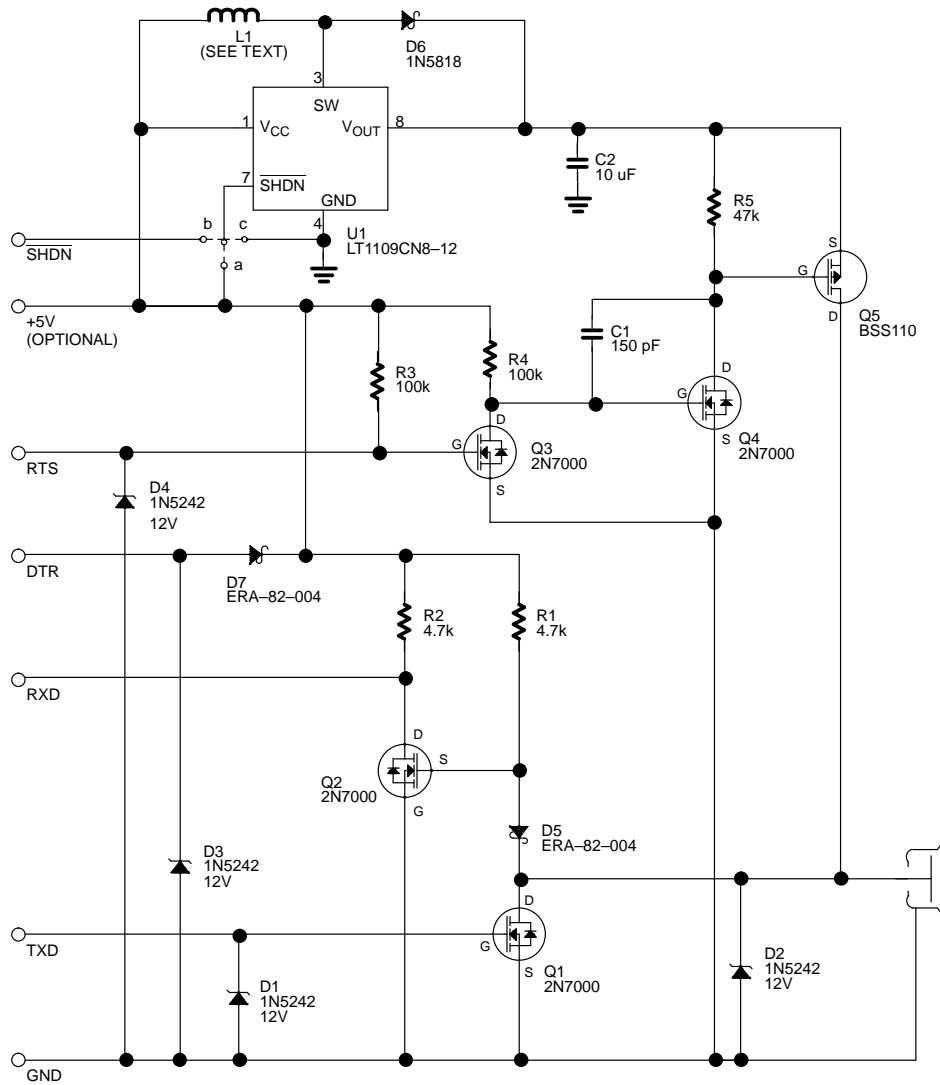 L1
(SEE TEXT)
D6
1N5818
3
SW
1
VCC
VOUT
8
7
SHDN
GND
4
C2
10 uF
R5
47k
b
c
a
U1
LT1109CN8–12
SHDN
S
G
D
Q5
BSS110
+5V
(OPTIONAL)
C1
150 pF
R3
100k
R4
100k
D
G
S
Q4
2N7000
D
G
S
Q3
2N7000
RTS
D4
1N5242
12V
DTR
D7
ERA–82–004
R2
4.7k
R1
4.7k
RXD
D
S
G
Q2
2N7000
D5
ERA–82–004
D3
1N5242
12V
D
G
S
Q1
2N7000
TXD
D1
1N5242
12V
D2
1N5242
12V
GND